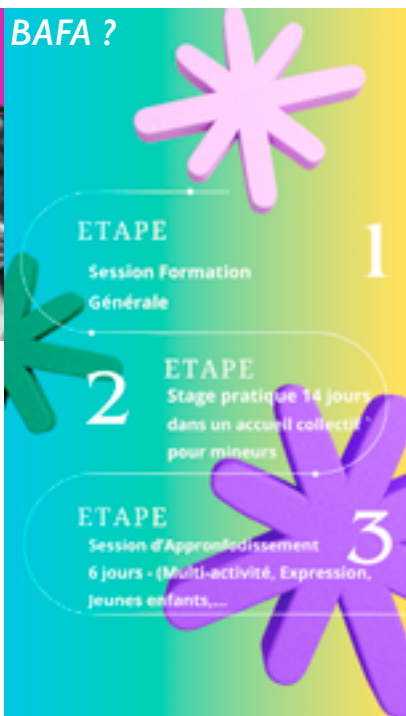 BAFA ?
ETAPE
1
Session Formation
Générale
ETAPE
2
Stage pratique 14 jours
dans un accueil collectif
pour mineurs
ETAPE
3
Session d'Appronfodissement
6 jours - (Multi-activité, Expression,
Jeunes enfants,...